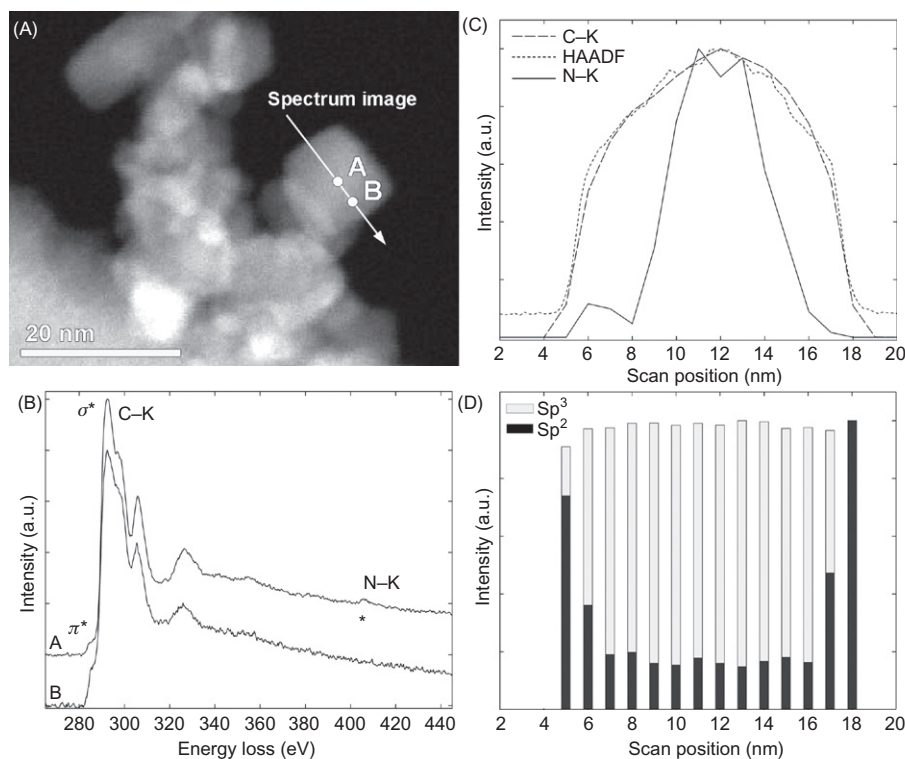 (A)
Spectrum image
A
B
20 nm
(C)
C–K
HAADF
N–K
Intensity (a.u.)
2 4 6 8 10 12 14 16 18 20
Scan position (nm)
(B)
σ* C–K
N–K
*
π*
A
B
Intensity (a.u.)
280 300 320 340 360 380 400 420 440
Energy loss (eV)
(D)
Sp³
Sp²
Intensity (a.u.)
2 4 6 8 10 12 14 16 18 20
Scan position (nm)